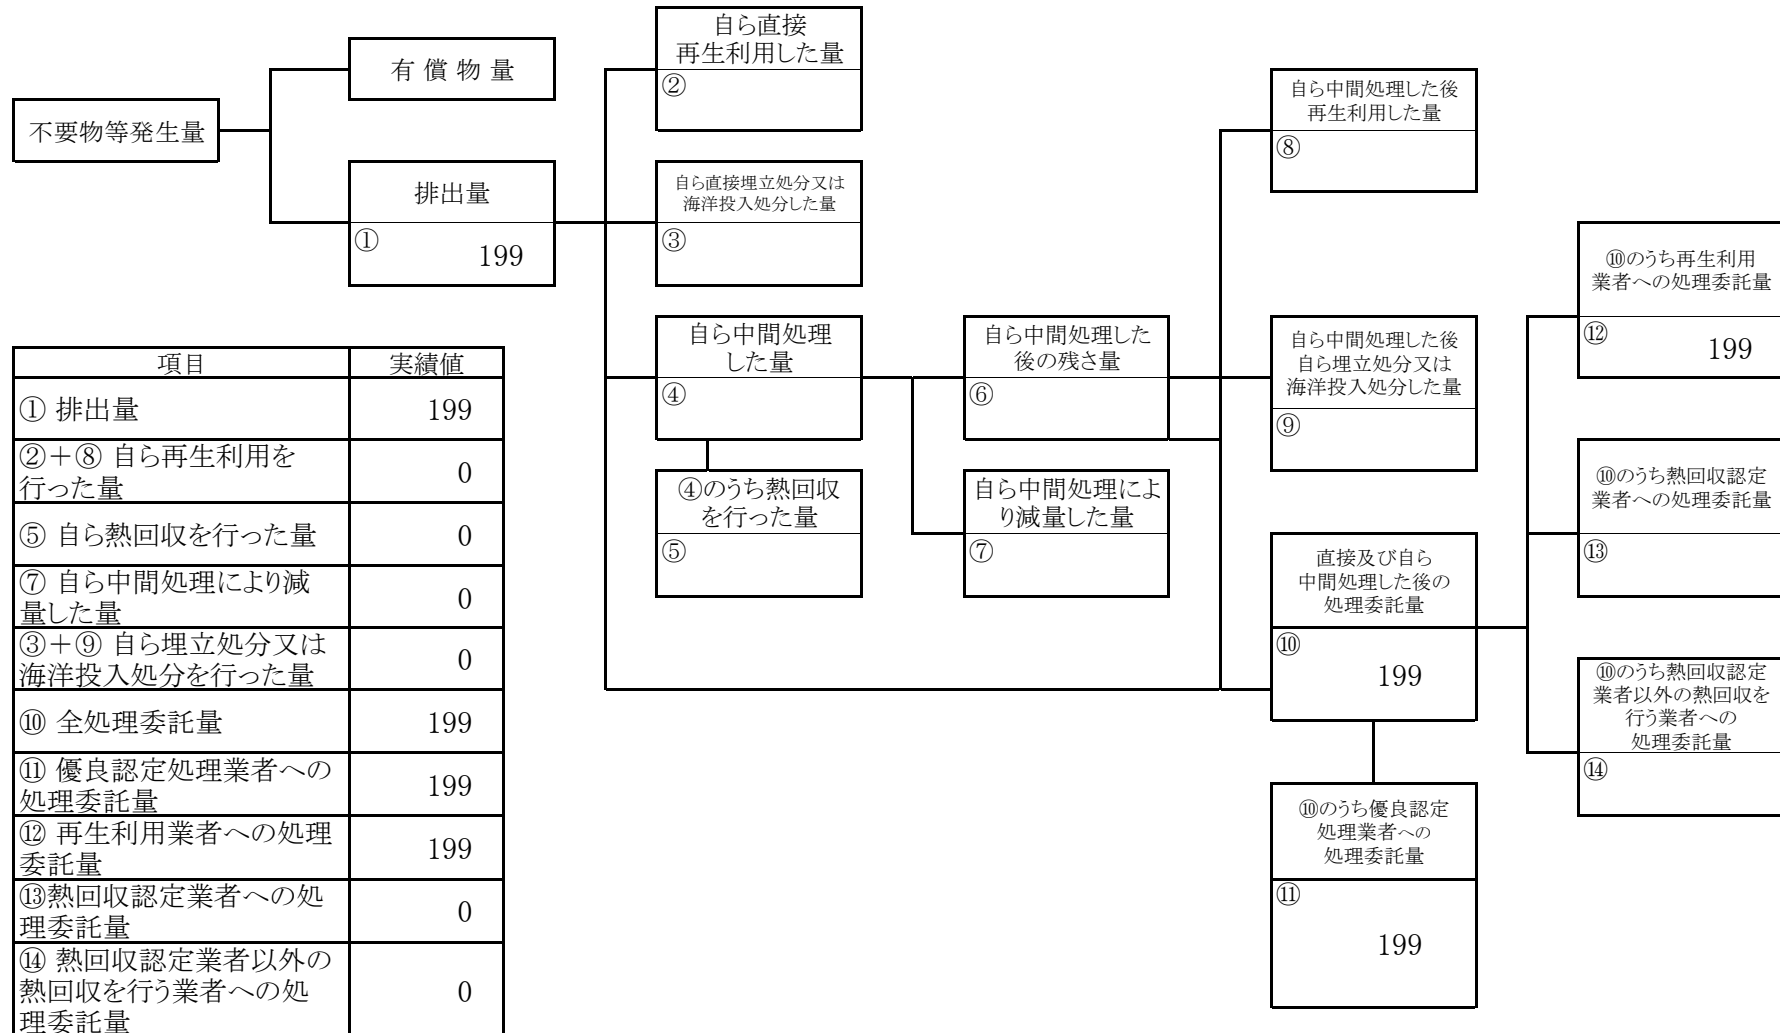 不要物等発生量
有償物量
排出量
①
199
自ら直接
再生利用した量
②
自ら直接埋立処分又は
海洋投入処分した量
③
自ら中間処理
した量
④
④のうち熱回収
を行った量
⑤
自ら中間処理した
後の残さ量
⑥
自ら中間処理によ
り減量した量
⑦
自ら中間処理した後
再生利用した量
⑧
自ら中間処理した後
自ら埋立処分又は
海洋投入処分した量
⑨
直接及び自ら
中間処理した後の
処理委託量
⑩
199
⑩のうち優良認定
処理業者への
処理委託量
⑪
199
⑩のうち再生利用
業者への処理委託量
⑫
199
⑩のうち熱回収認定
業者への処理委託量
⑬
⑩のうち熱回収認定
業者以外の熱回収を
行う業者への
処理委託量
⑭
項目 実績値
① 排出量 199
②＋⑧ 自ら再生利用を
行った量 0
⑤ 自ら熱回収を行った量 0
⑦ 自ら中間処理により減
量した量 0
③＋⑨ 自ら埋立処分又は
海洋投入処分を行った量 0
⑩ 全処理委託量 199
⑪ 優良認定処理業者への
処理委託量 199
⑫ 再生利用業者への処理
委託量 199
⑬熱回収認定業者への処
理委託量 0
⑭ 熱回収認定業者以外の
熱回収を行う業者への処
理委託量 0